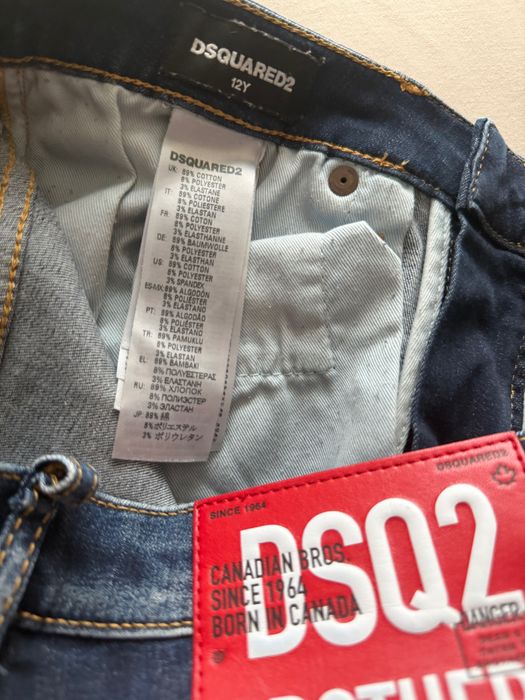 DSQUARED2
12Y
DSQUARED2
UK: 89% COTTON
8% POLYESTER
3% ELASTANE
IT: 89% COTONE
8% POLIESTERE
3% ELASTAN
FR: 89% COTON
8% POLYESTER
3% ELASTHANNE
DE: 89% BAUMWOLLE
8% POLYESTER
3% ELASTHAN
US: 89% COTTON
8% POLYESTER
3% SPANDEX
ES-MX: 89% ALGODÓN
8% POLIÉSTER
3% ELASTANO
PT: 89% ALGODÃO
8% POLIÉSTER
3% ELASTANO
TR: 89% PAMUKLU
8% POLYESTER
3% ELASTAN
EL: 89% ΒΑΜΒΑΚΙ
8% ΠΟΛΥΕΣΤΕΡΑΣ
3% ΕΛΑΣΤΑΝΗ
RU: 89% ХЛОПОК
8% ПОЛИЭСТЕР
3% ЭЛАСТАН
JP: 89% 綿
8% ポリエステル
3% ポリウレタン
DSQUARED2
SINCE 1964
DSQ2
CANADIAN BROS.
SINCE 1964
BORN IN CANADA
DANGER